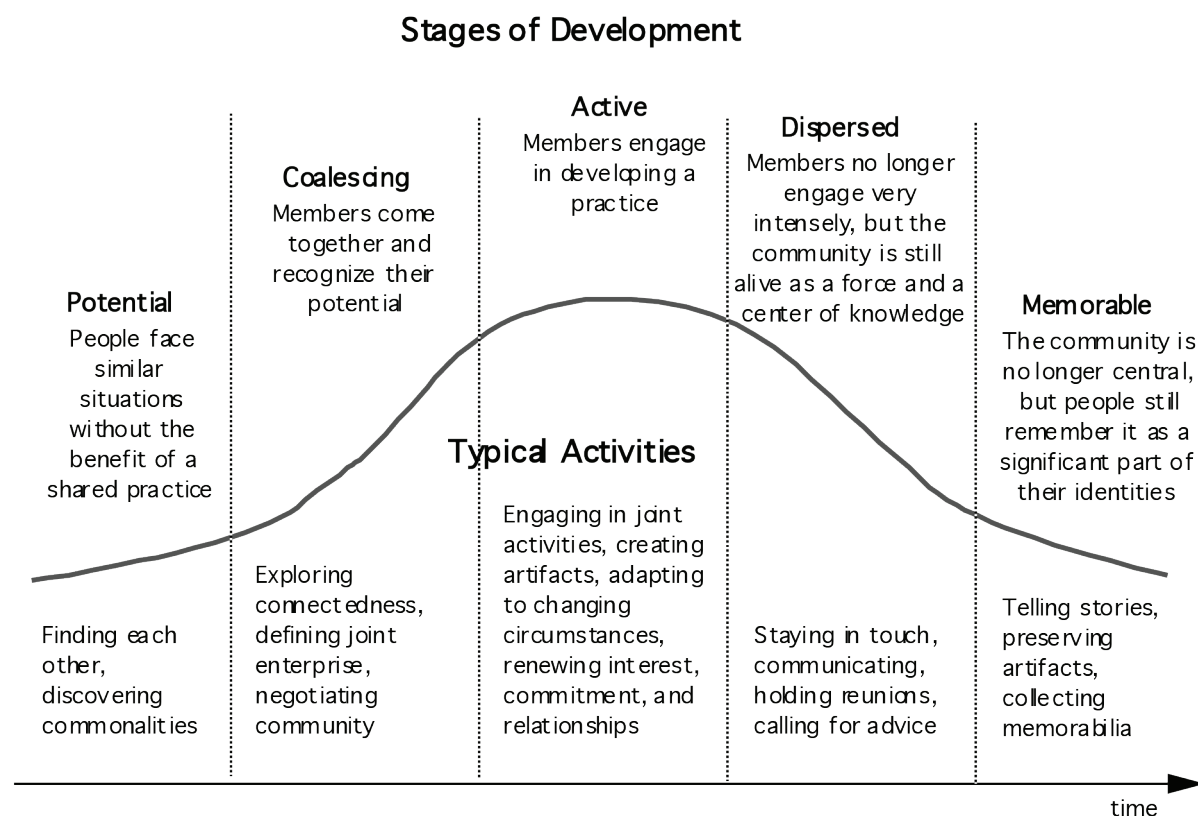 Stages of Development
Potential
People face
similar
situations
without the
benefit of a
shared practice
Coalescing
Members come
together and
recognize their
potential
Active
Members engage
in developing a
practice
Dispersed
Members no longer
engage very
intensely, but the
community is still
alive as a force and a
center of knowledge
Memorable
The community is
no longer central,
but people still
remember it as a
significant part of
their identities
Typical Activities
Finding each
other,
discovering
commonalities
Exploring
connectedness,
defining joint
enterprise,
negotiating
community
Engaging in joint
activities, creating
artifacts, adapting
to changing
circumstances,
renewing interest,
commitment, and
relationships
Staying in touch,
communicating,
holding reunions,
calling for advice
Telling stories,
preserving
artifacts,
collecting
memorabilia
time